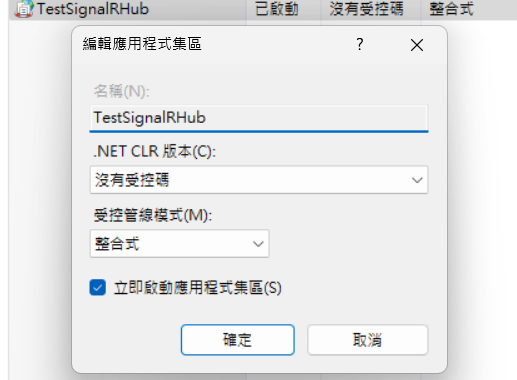 TestSignalRHub 已啟動 沒有受控碼 整合式
編輯應用程式集區 ?
名稱(N):
TestSignalRHub
.NET CLR 版本(C):
沒有受控碼
受控管線模式(M):
整合式
立即啟動應用程式集區(S)
確定 取消